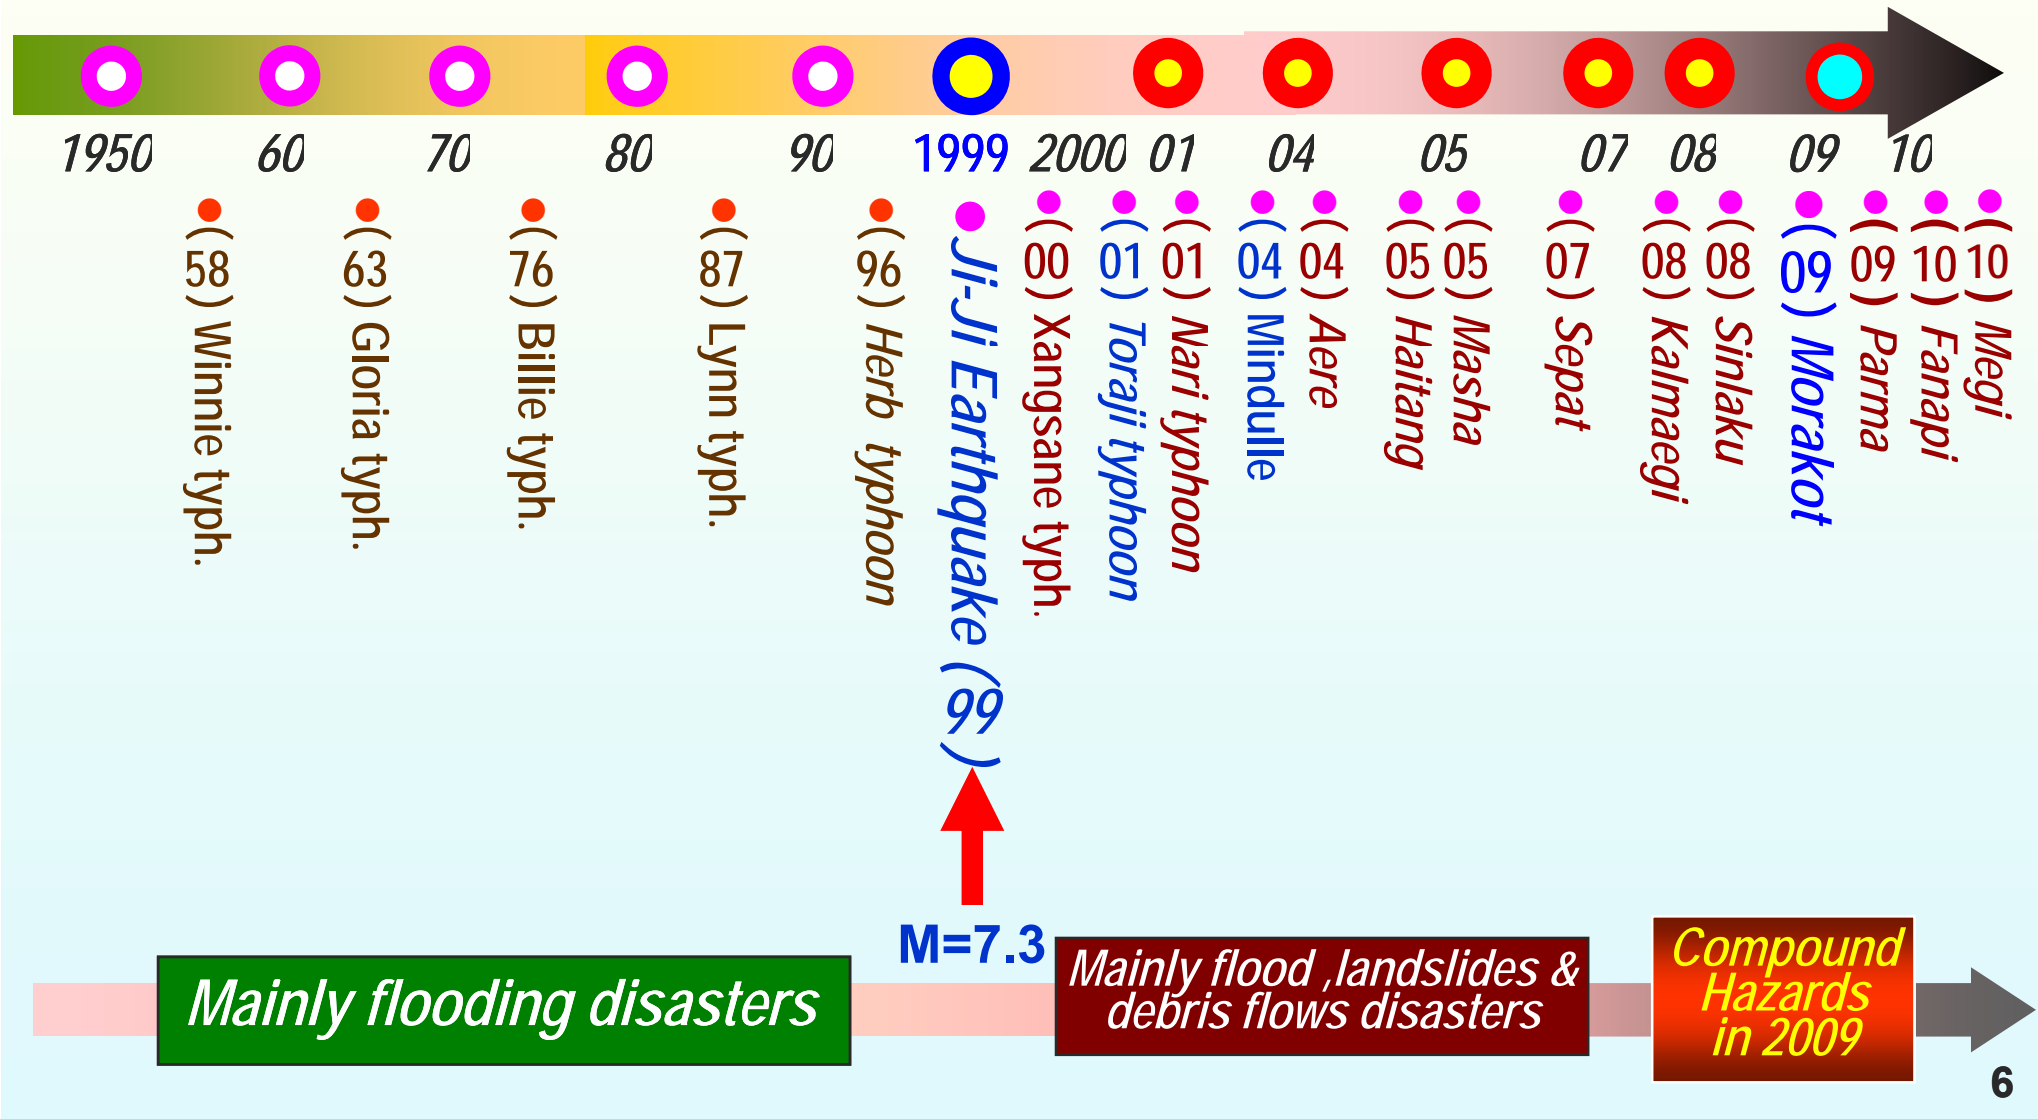 1950 60 70 80 90 1999 2000 01 04 05 07 08 09 10
(58) Winnie typh.
(63) Gloria typh.
(76) Billie typh.
(87) Lynn typh.
(96) Herb typhoon
Ji-Ji Earthquake (99)
(00) Xangsane typh.
(01) Toraji typhoon
(01) Nari typhoon
(04) Mindulle
(04) Aere
(05) Haitang
(05) Masha
(07) Sepat
(08) Kalmaegi
(08) Sinlaku
(09) Morakot
(09) Parma
(10) Fanapi
(10) Megi
M=7.3
Mainly flooding disasters
Mainly flood ,landslides &
debris flows disasters
Compound
Hazards
in 2009
6